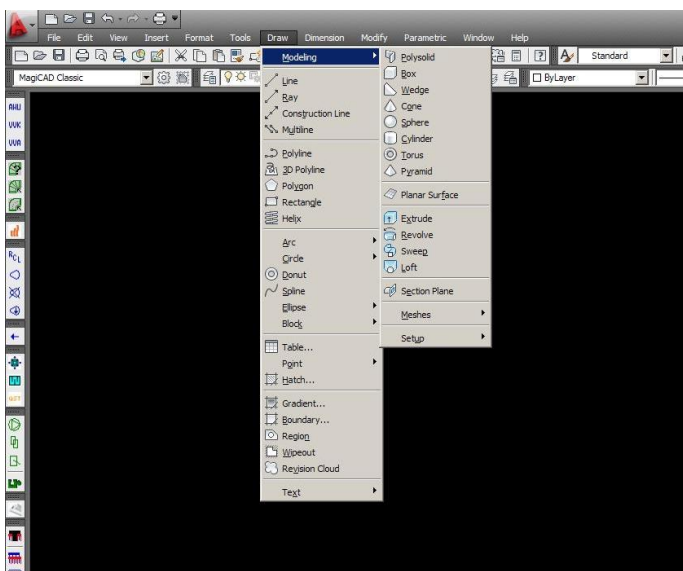 File Edit View Insert Format Tools Draw Dimension Modify Parametric Window Help
Standard
MagiCAD Classic
ByLayer
AHU
VVK
VVA
Modeling
Line
Ray
Construction Line
Multiline
Polyline
3D Polyline
Polygon
Rectangle
Helix
Arc
Circle
Donut
Spline
Ellipse
Block
Table...
Point
Hatch...
Gradient...
Boundary...
Region
Wipeout
Revision Cloud
Text
Polysolid
Box
Wedge
Cone
Sphere
Cylinder
Torus
Pyramid
Planar Surface
Extrude
Revolve
Sweep
Loft
Section Plane
Meshes
Setup